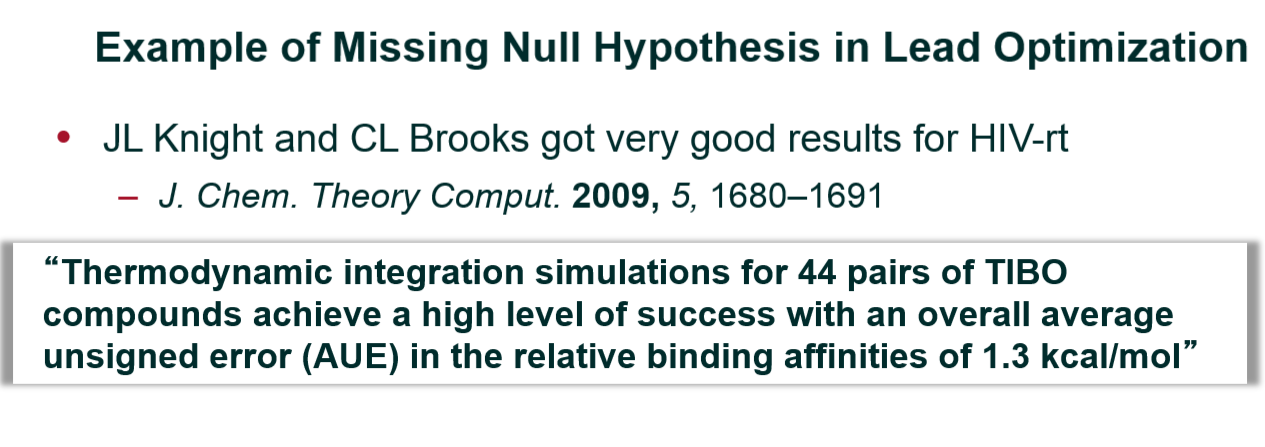 Example of Missing Null Hypothesis in Lead Optimization
• JL Knight and CL Brooks got very good results for HIV-rt
– J. Chem. Theory Comput. 2009, 5, 1680–1691
“Thermodynamic integration simulations for 44 pairs of TIBO
compounds achieve a high level of success with an overall average
unsigned error (AUE) in the relative binding affinities of 1.3 kcal/mol”